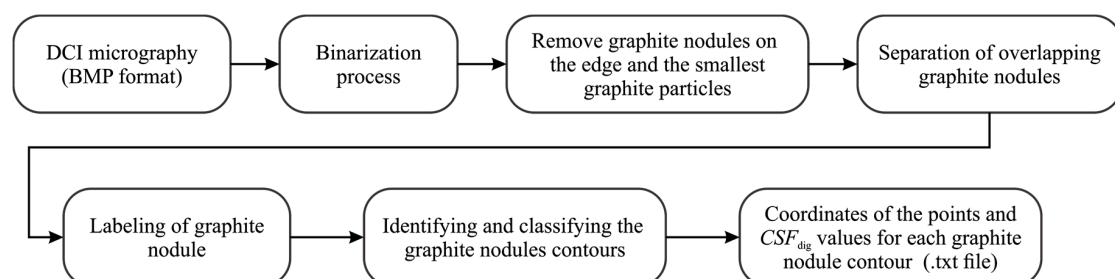 DCI micrography
(BMP format)
Binarization
process
Remove graphite nodules on
the edge and the smallest
graphite particles
Separation of overlapping
graphite nodules
Labeling of graphite
nodule
Identifying and classifying the
graphite nodules contours
Coordinates of the points and
CSFdig values for each graphite
nodule contour (.txt file)